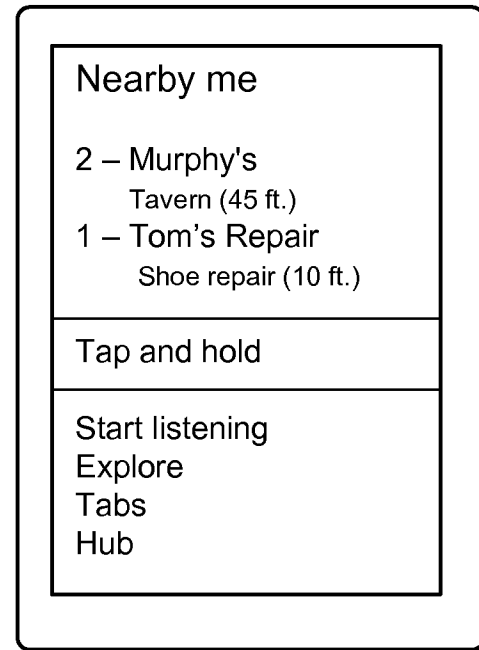 Nearby me
2 – Murphy's
Tavern (45 ft.)
1 – Tom’s Repair
Shoe repair (10 ft.)
Tap and hold
Start listening
Explore
Tabs
Hub